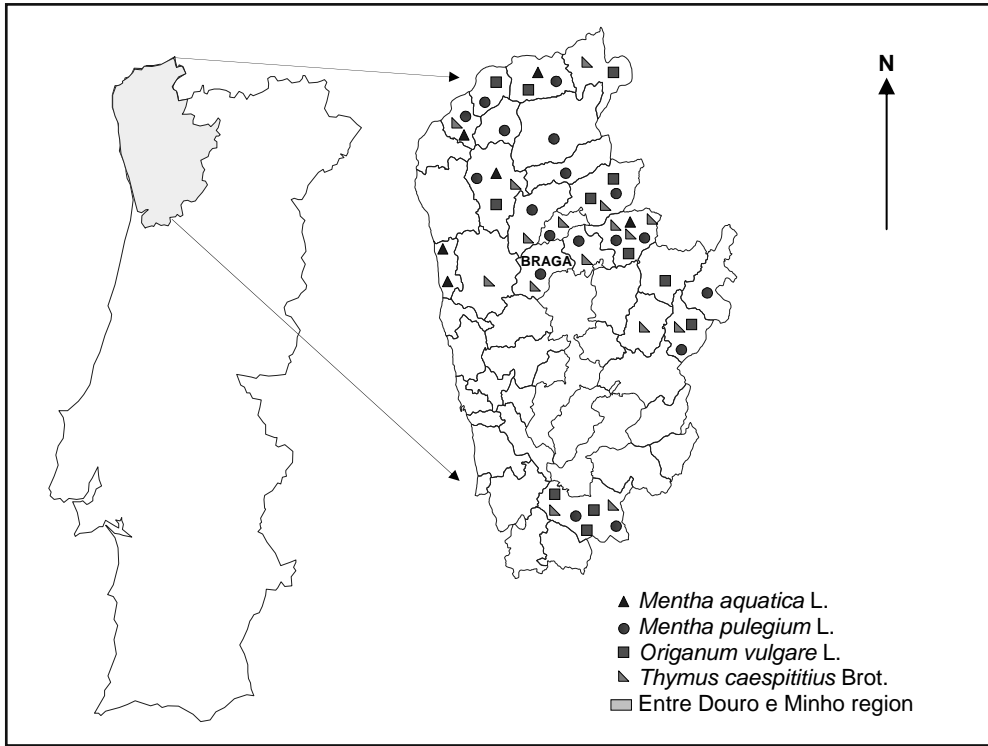 N
BRAGA
Mentha aquatica L.
Mentha pulegium L.
Origanum vulgare L.
Thymus caespititius Brot.
Entre Douro e Minho region